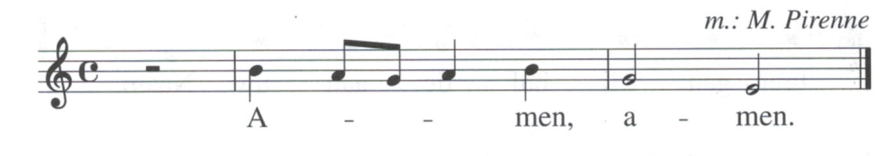 m.: M. Pirenne
A - - men, a - men.